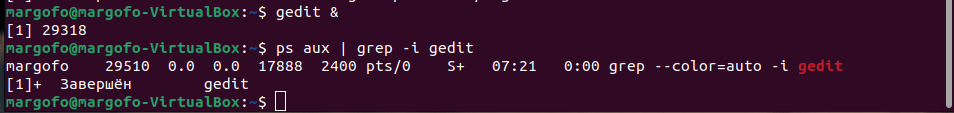 margofo@margofo-VirtualBox:~$ gedit &
[1] 29318
margofo@margofo-VirtualBox:~$ ps aux | grep -i gedit
margofo    29510  0.0  0.0  17888  2400 pts/0    S+   07:21   0:00 grep --color=auto -i gedit
[1]+  Завершён         gedit
margofo@margofo-VirtualBox:~$